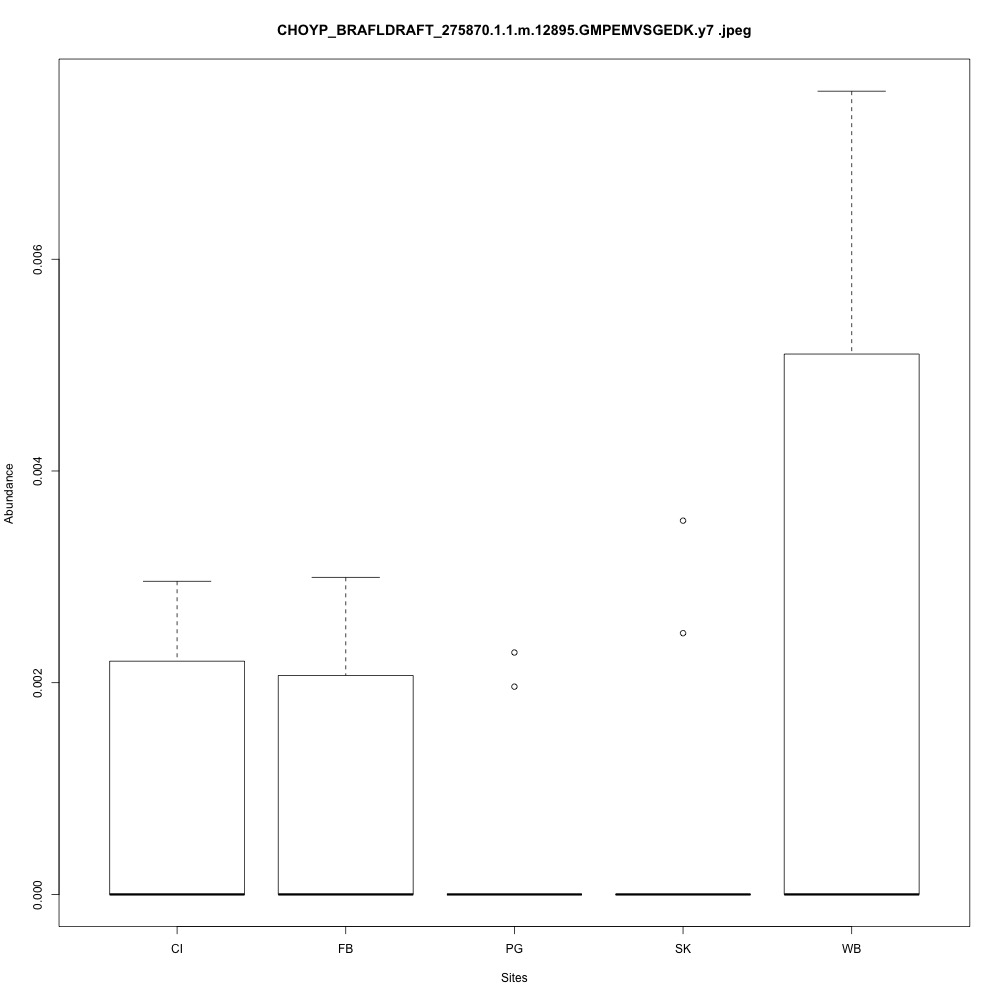 CHOYP_BRAFLDRAFT_275870.1.1.m.12895.GMPEMVSGEDK.y7 .jpeg
Abundance
0.006
0.004
0.002
0.000
CI FB PG SK WB
Sites